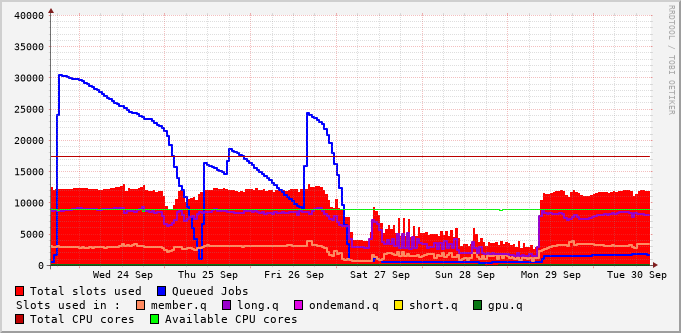 40000
35000
30000
25000
20000
15000
10000
5000
0
Wed 24 Sep Thu 25 Sep Fri 26 Sep Sat 27 Sep Sun 28 Sep Mon 29 Sep Tue 30 Sep
Total slots used Queued Jobs
Slots used in : member.q long.q ondemand.q short.q gpu.q
Total CPU cores Available CPU cores
RRDTOOL / TOBI OETIKER